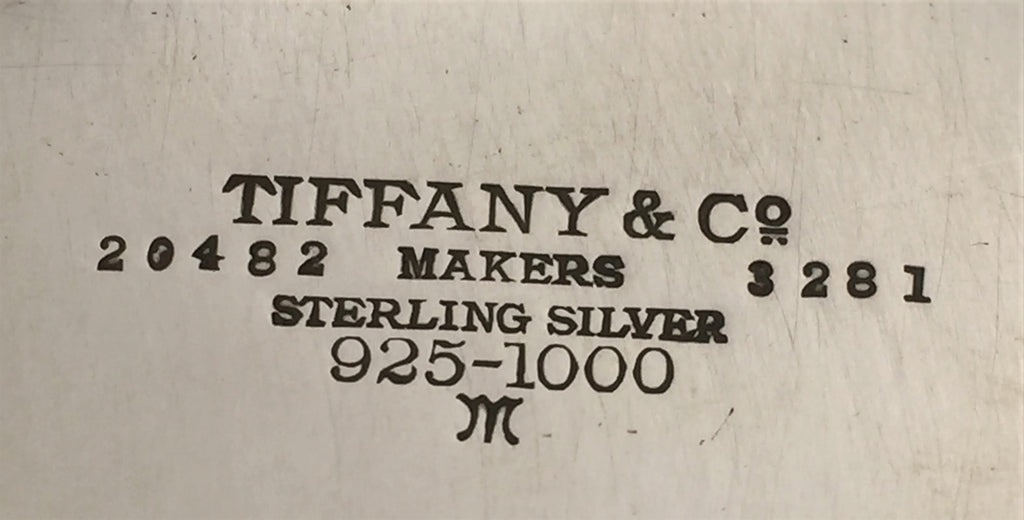 TIFFANY & Cº
20482 MAKERS 3281
STERLING SILVER
925-1000
M